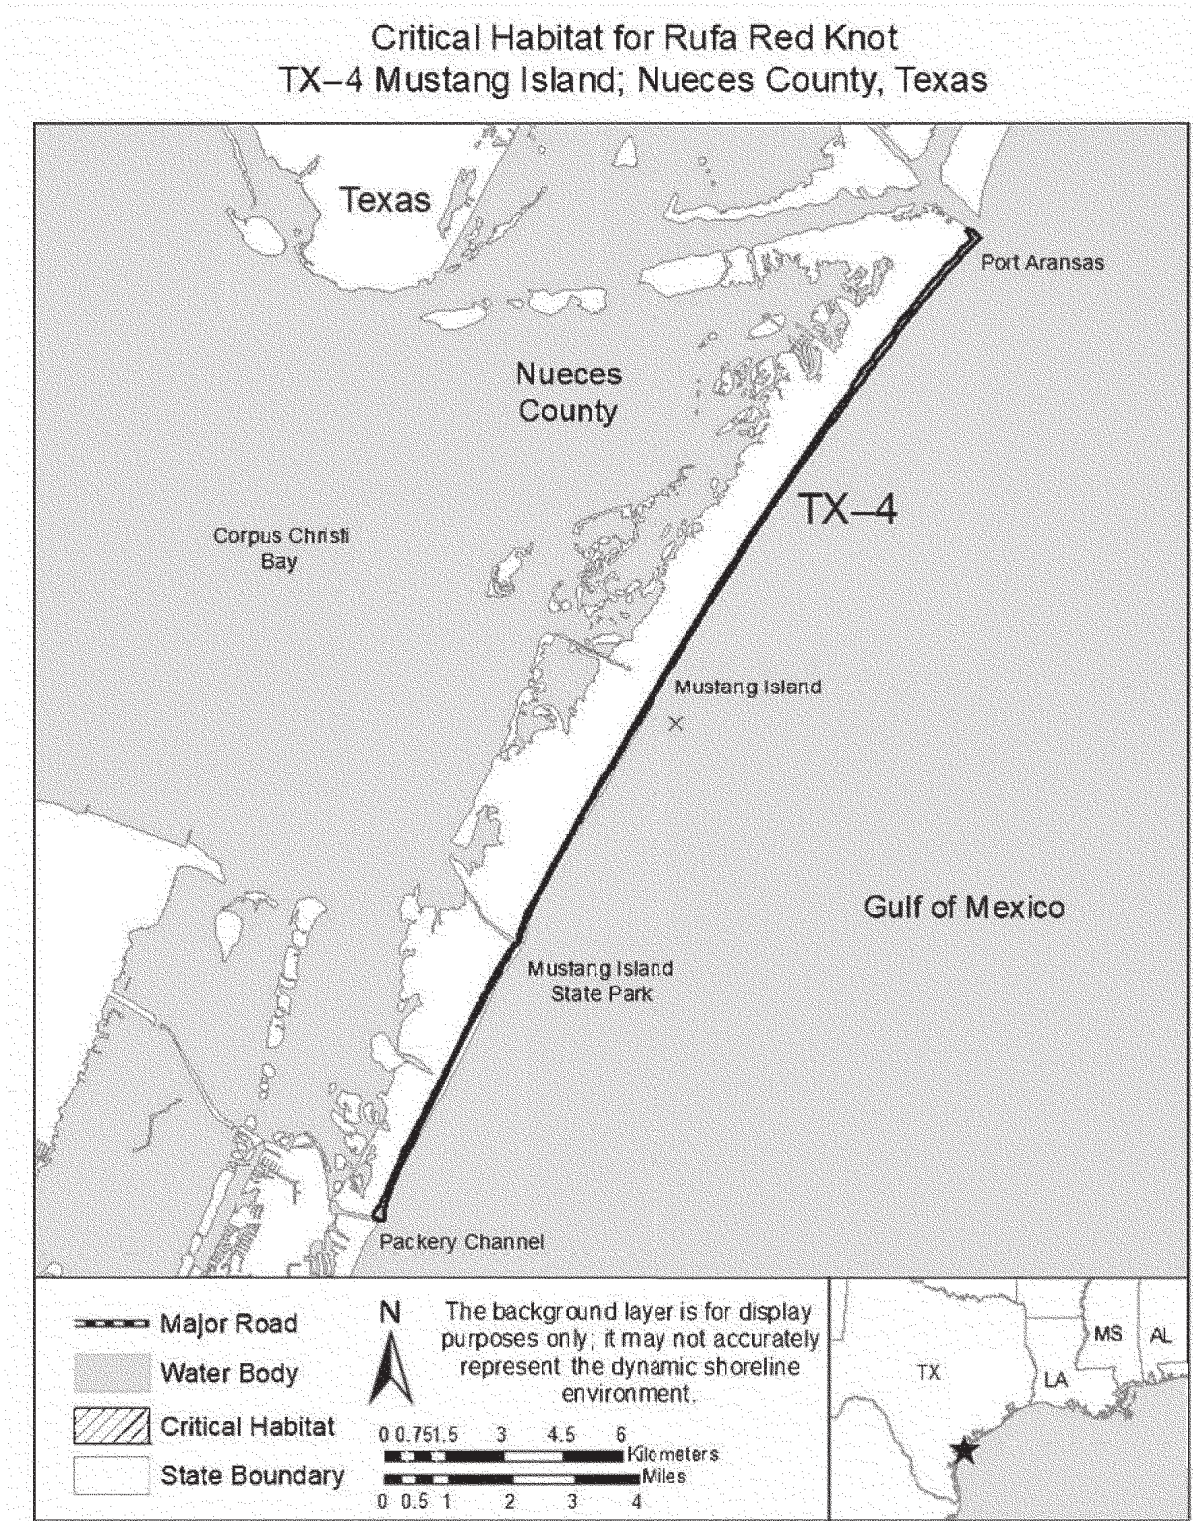 Critical Habitat for Rufa Red Knot
TX–4 Mustang Island; Nueces County, Texas
Texas
Port Aransas
Nueces
County
TX–4
Corpus Christi
Bay
Mustang Island
Gulf of Mexico
Mustang Island
State Park
Packery Channel
Major Road
Water Body
Critical Habitat
State Boundary
N
The background layer is for display
purposes only; it may not accurately
represent the dynamic shoreline
environment.
0 0.75 1.5 3 4.5 6
Kilometers
Miles
0 0.5 1 2 3 4
TX
LA
MS
AL